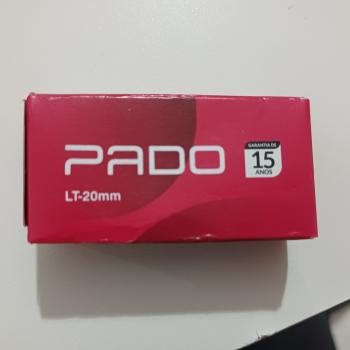 PADO
GARANTIA DE
15
ANOS
LT-20mm